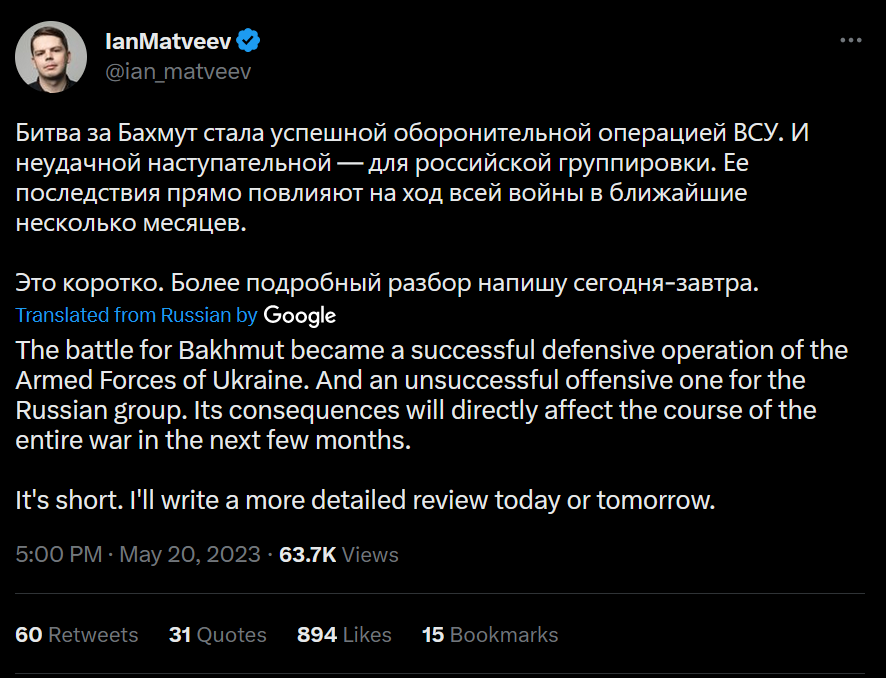 IanMatveev
@ian_matveev
Битва за Бахмут стала успешной оборонительной операцией ВСУ. И
неудачной наступательной — для российской группировки. Ее
последствия прямо повлияют на ход всей войны в ближайшие
несколько месяцев.
Это коротко. Более подробный разбор напишу сегодня-завтра.
Translated from Russian by Google
The battle for Bakhmut became a successful defensive operation of the
Armed Forces of Ukraine. And an unsuccessful offensive one for the
Russian group. Its consequences will directly affect the course of the
entire war in the next few months.
It's short. I'll write a more detailed review today or tomorrow.
5:00 PM · May 20, 2023 · 63.7K Views
60 Retweets 31 Quotes 894 Likes 15 Bookmarks